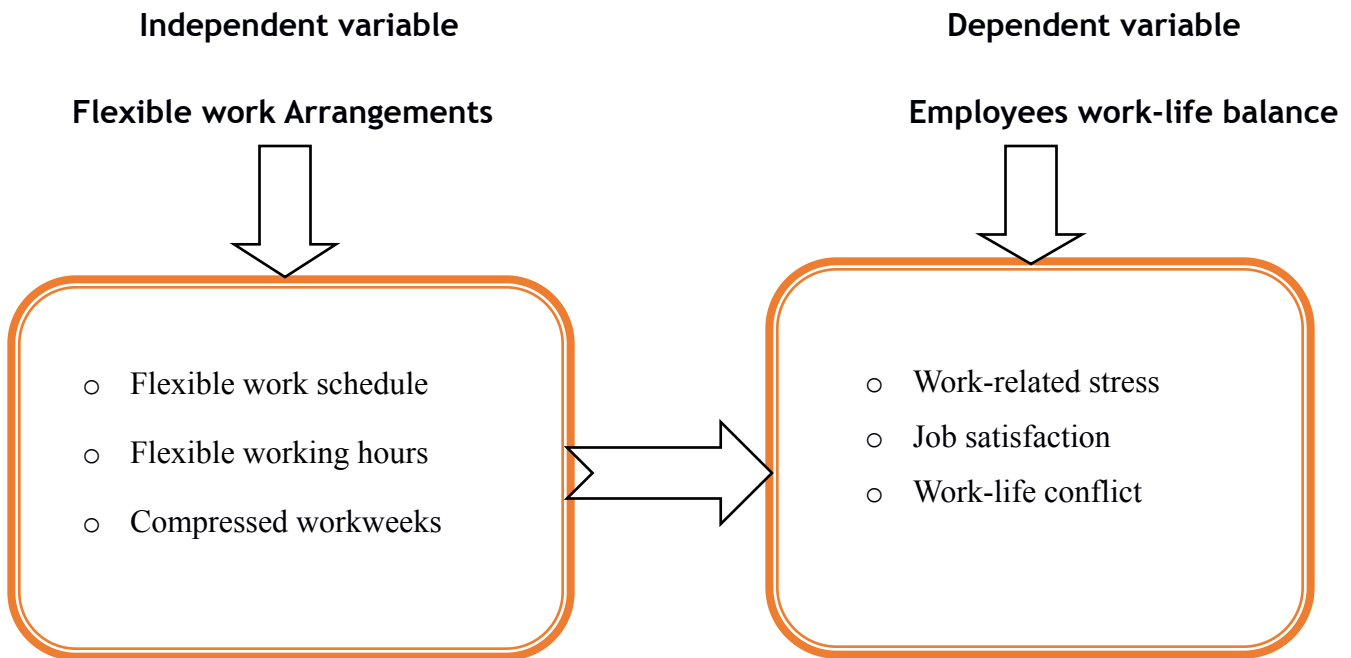 Independent variable
Dependent variable
Flexible work Arrangements
Employees work-life balance
o Flexible work schedule
o Flexible working hours
o Compressed workweeks
o Work-related stress
o Job satisfaction
o Work-life conflict